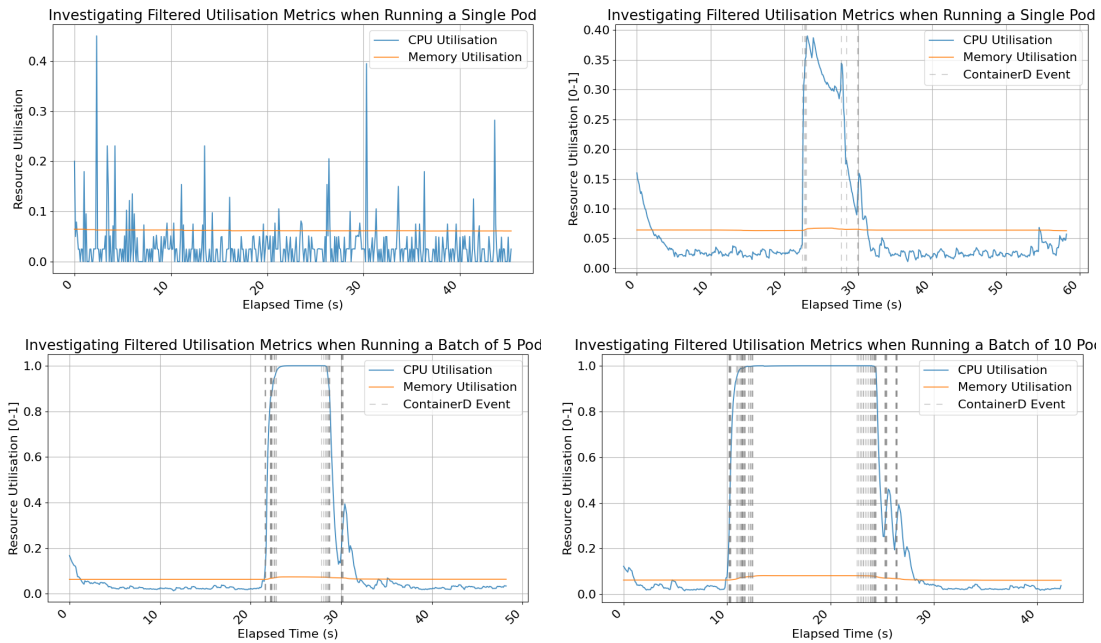 Investigating Filtered Utilisation Metrics when Running a Single Pod
Resource Utilisation
0.4
0.3
0.2
0.1
0.0
CPU Utilisation
Memory Utilisation
0
10
20
30
40
Elapsed Time (s)
Investigating Filtered Utilisation Metrics when Running a Single Pod
Resource Utilisation [0-1]
0.40
0.35
0.30
0.25
0.20
0.15
0.10
0.05
0.00
CPU Utilisation
Memory Utilisation
ContainerD Event
0
10
20
30
40
50
60
Elapsed Time (s)
Investigating Filtered Utilisation Metrics when Running a Batch of 5 Pod
Resource Utilisation [0-1]
1.0
0.8
0.6
0.4
0.2
0.0
CPU Utilisation
Memory Utilisation
ContainerD Event
0
10
20
30
40
50
Elapsed Time (s)
Investigating Filtered Utilisation Metrics when Running a Batch of 10 Po
Resource Utilisation [0-1]
1.0
0.8
0.6
0.4
0.2
0.0
CPU Utilisation
Memory Utilisation
ContainerD Event
0
10
20
30
40
Elapsed Time (s)